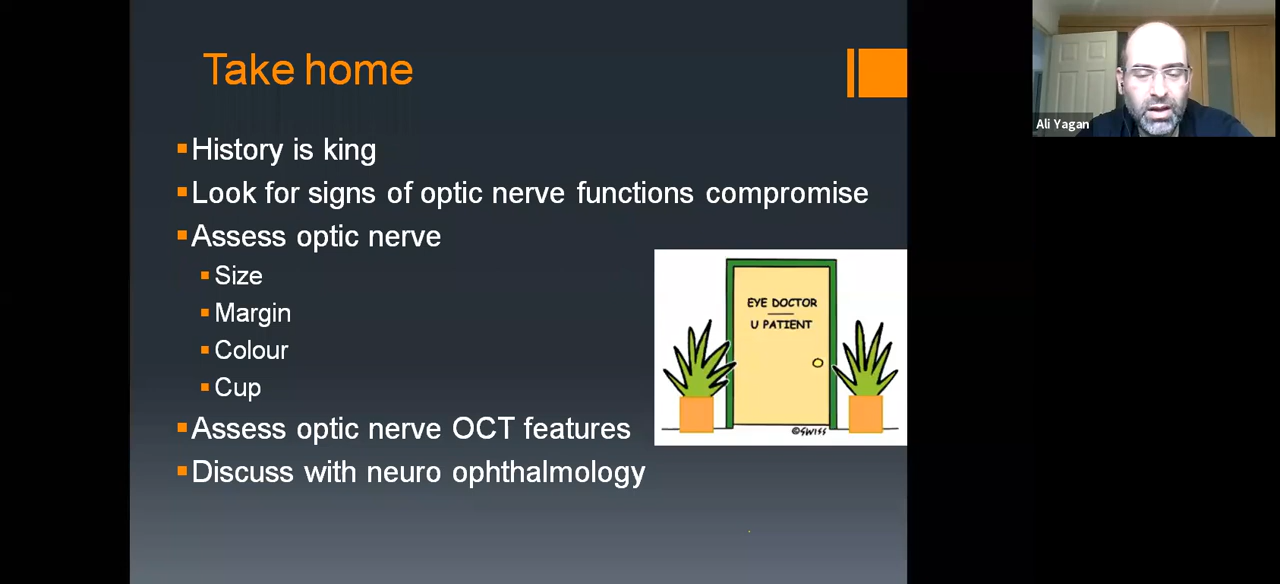 Take home
History is king
Look for signs of optic nerve functions compromise
Assess optic nerve
Size
Margin
Colour
Cup
Assess optic nerve OCT features
Discuss with neuro ophthalmology
EYE DOCTOR
U PATIENT
©SWISS
Ali Yagan